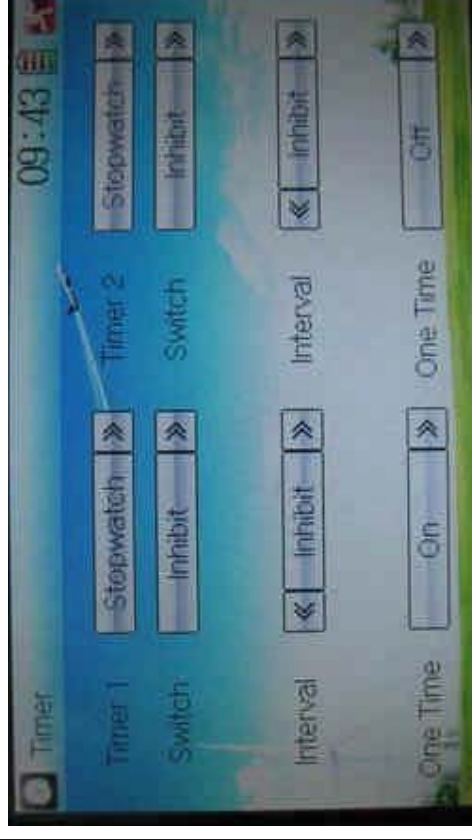 Timer 09:43
Timer 1 Stopwatch » Timer 2 Stopwatch »
Switch Inhibit » Switch Inhibit »
Interval « Inhibit » Interval « Inhibit »
One Time On » One Time Off »